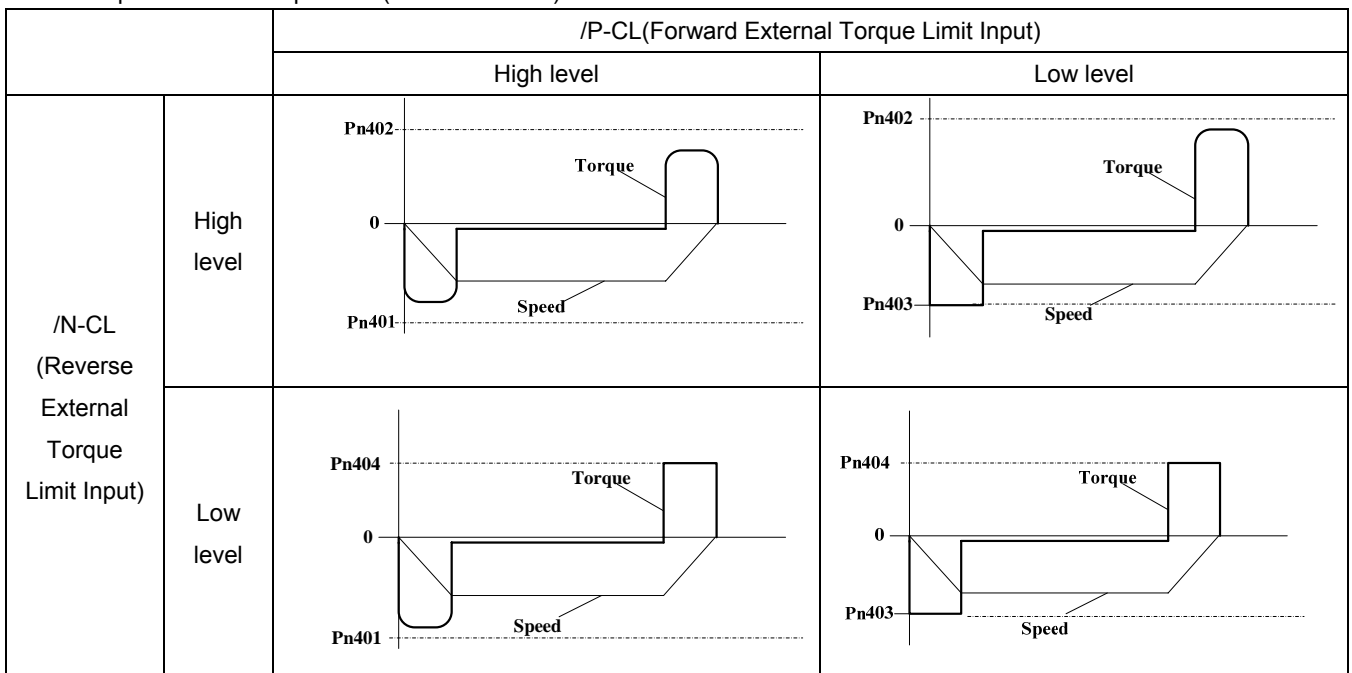 /P-CL(Forward External Torque Limit Input)
High level
Low level
/N-CL
(Reverse
External
Torque
Limit Input)
High
level
Pn402
Torque
0
Speed
Pn401
Pn402
Torque
0
Pn403
Speed
Low
level
Pn404
Torque
0
Speed
Pn401
Pn404
Torque
0
Pn403
Speed